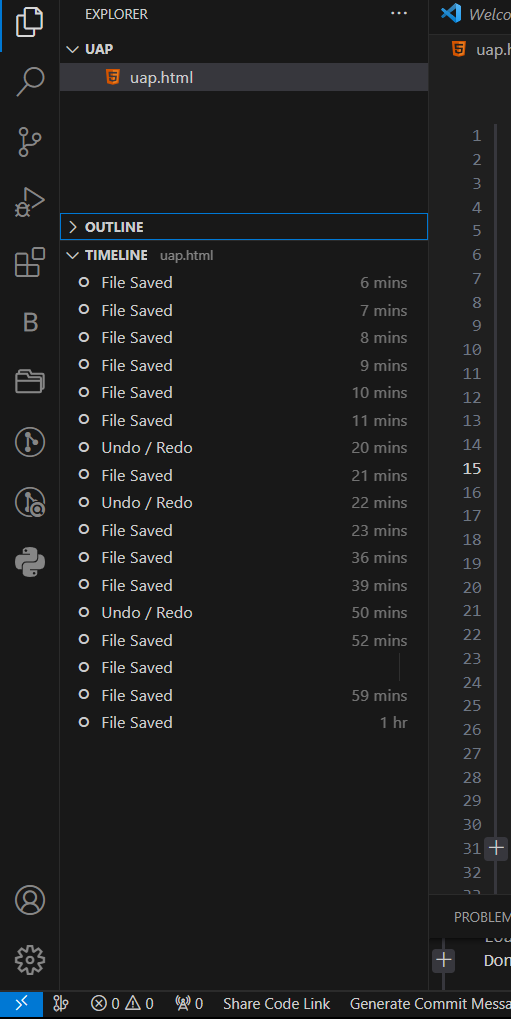 EXPLORER
Welco
UAP
uap.html
uap.h
OUTLINE
TIMELINE uap.html
File Saved 6 mins
File Saved 7 mins
File Saved 8 mins
File Saved 9 mins
File Saved 10 mins
File Saved 11 mins
Undo / Redo 20 mins
File Saved 21 mins
Undo / Redo 22 mins
File Saved 23 mins
File Saved 36 mins
File Saved 39 mins
Undo / Redo 50 mins
File Saved 52 mins
File Saved
File Saved 59 mins
File Saved 1 hr
B
1
2
3
4
5
6
7
8
9
10
11
12
13
14
15
16
17
18
19
20
21
22
23
24
25
26
27
28
29
30
31
32
PROBLEM
Don
0 0 0 Share Code Link Generate Commit Messa